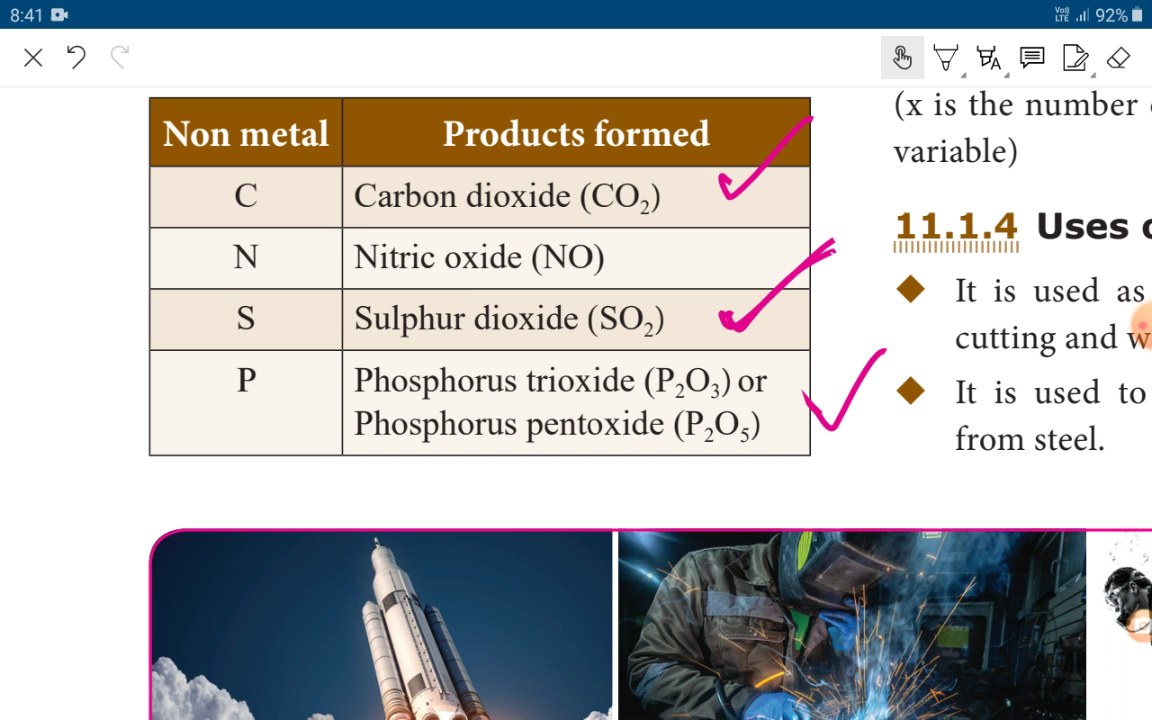 8:41
Vo)) LTE 92%
Non metal Products formed
C Carbon dioxide (CO₂)
N Nitric oxide (NO)
S Sulphur dioxide (SO₂)
P Phosphorus trioxide (P₂O₃) or
Phosphorus pentoxide (P₂O₅)
(x is the number
variable)
11.1.4 Uses
It is used as
cutting and w
It is used to
from steel.